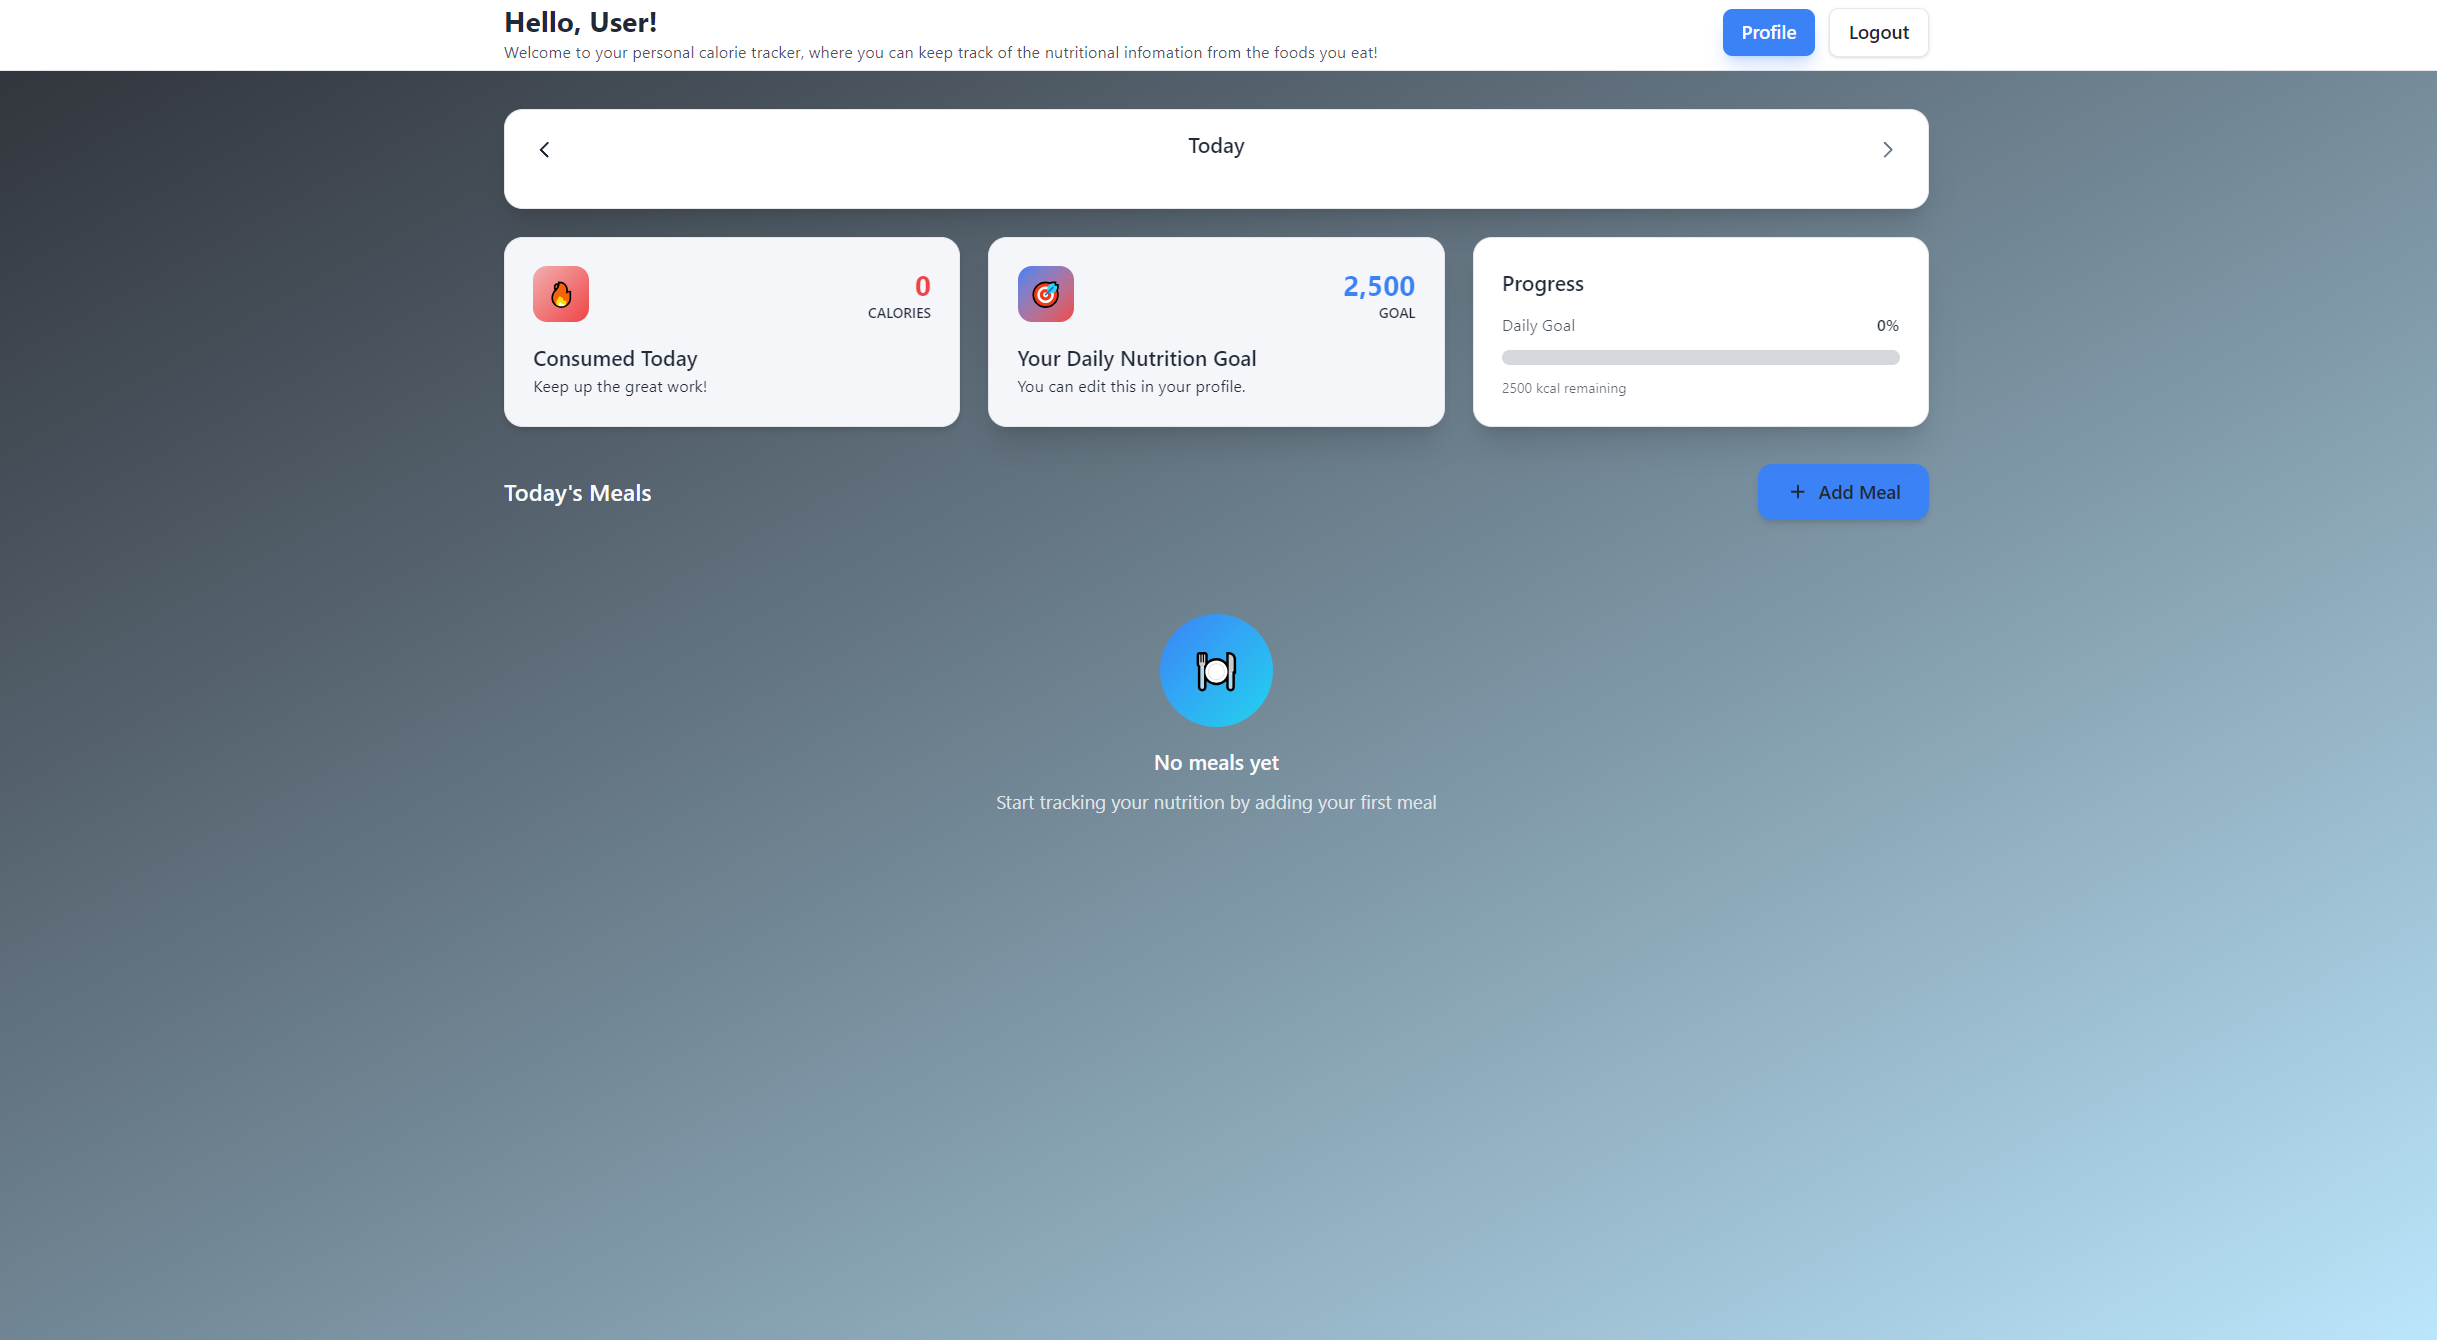 Hello, User!
Welcome to your personal calorie tracker, where you can keep track of the nutritional infomation from the foods you eat!
Profile
Logout
Today
0
CALORIES
Consumed Today
Keep up the great work!
2,500
GOAL
Your Daily Nutrition Goal
You can edit this in your profile.
Progress
Daily Goal
0%
2500 kcal remaining
Today's Meals
+ Add Meal
No meals yet
Start tracking your nutrition by adding your first meal